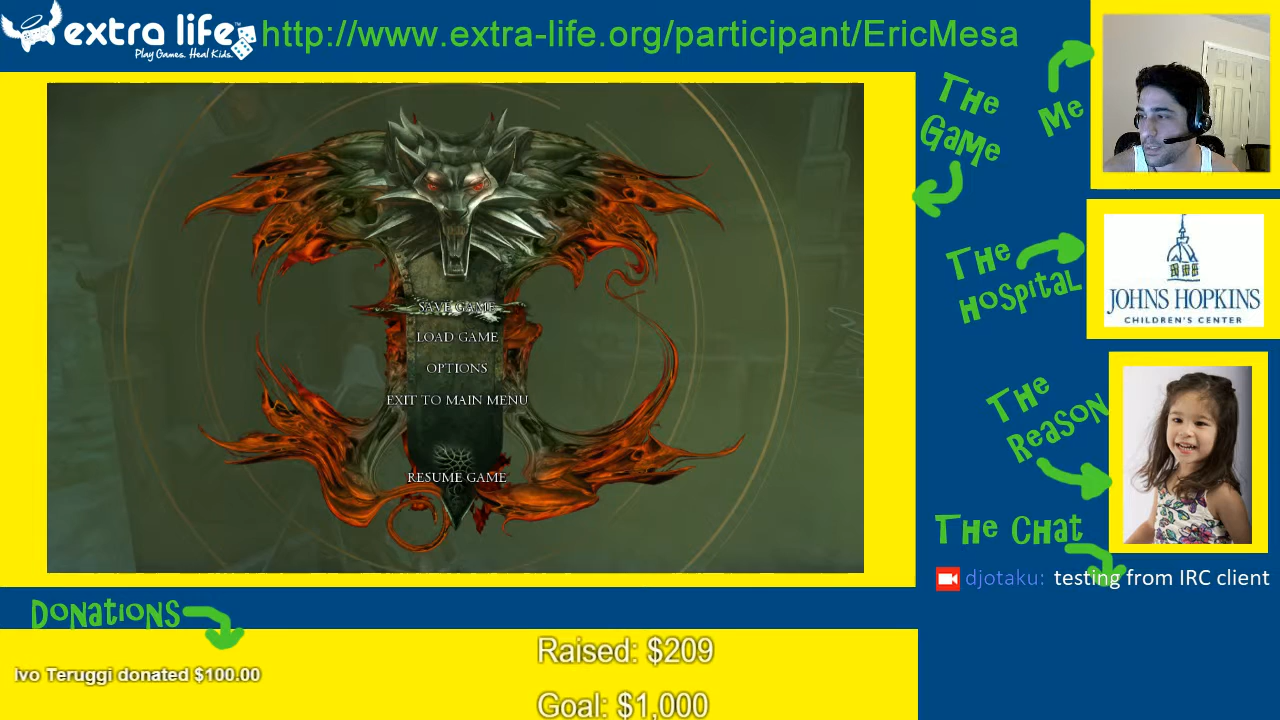 extra life
Play Games. Heal Kids.
http://www.extra-life.org/participant/EricMesa
The
Game
Me
SAVE GAME
LOAD GAME
OPTIONS
EXIT TO MAIN MENU
RESUME GAME
The
Hospital
JOHNS HOPKINS
CHILDREN'S CENTER
The
Reason
The Chat
djotaku: testing from IRC client
Donations
Ivo Teruggi donated $100.00
Raised: $209
Goal: $1,000